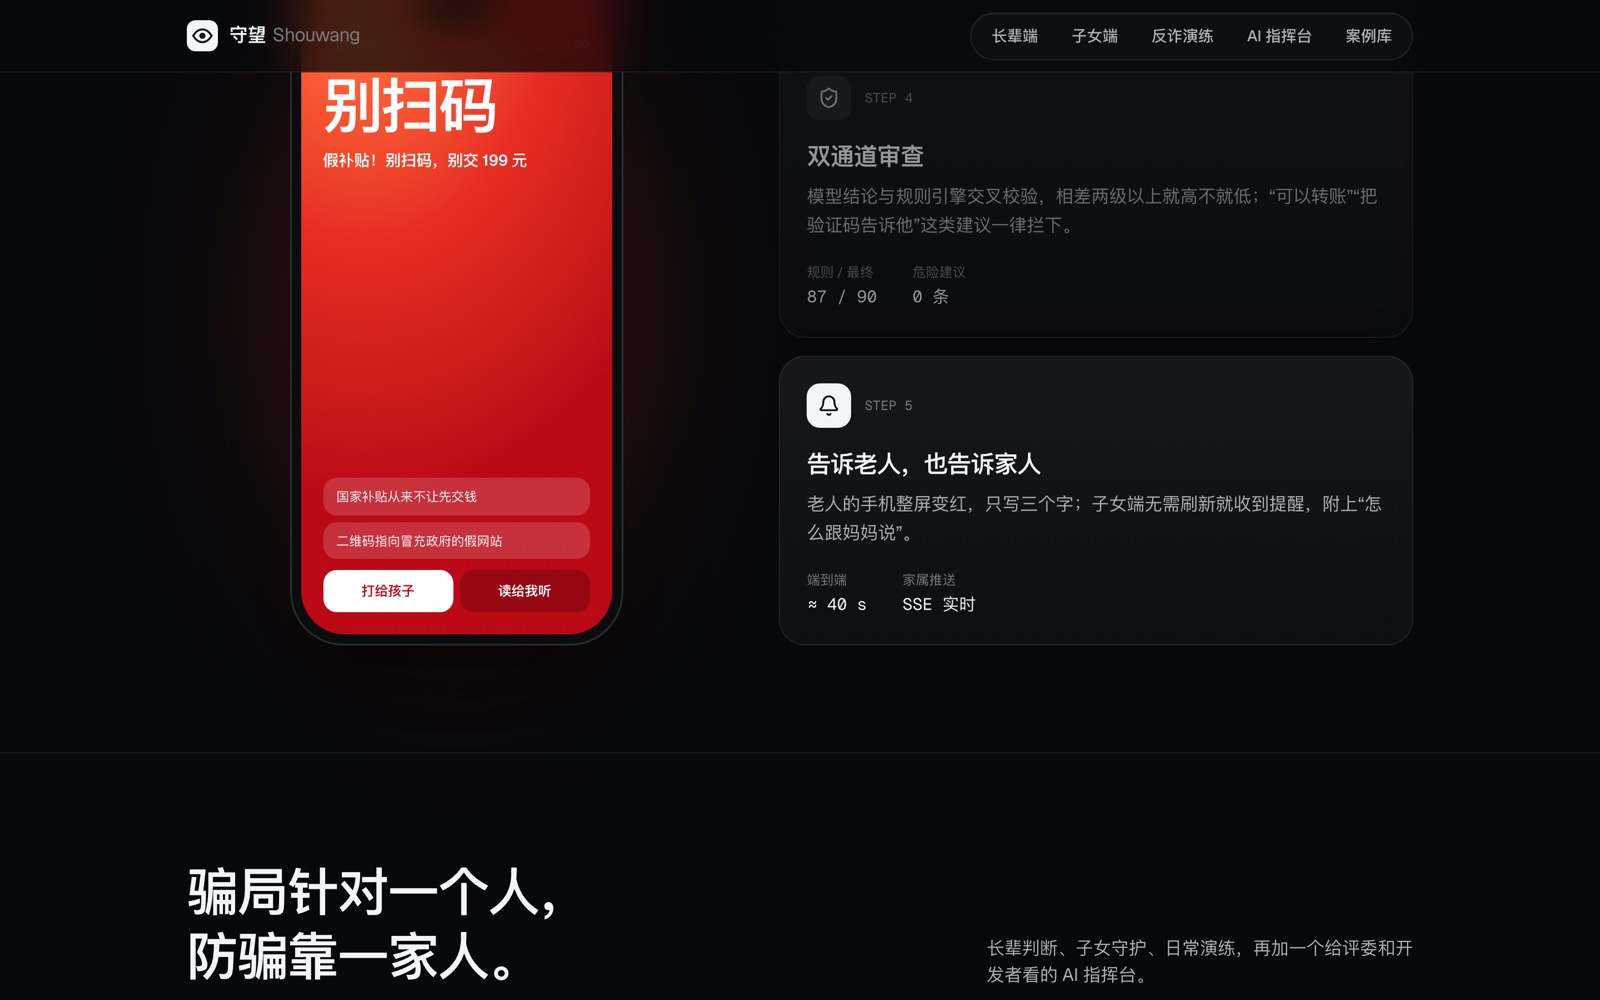 守望 Shouwang
长辈端
子女端
反诈演练
AI 指挥台
案例库
别扫码
假补贴！别扫码，别交 199 元
国家补贴从来不让先交钱
二维码指向冒充政府的假网站
打给孩子
读给我听
STEP 4
双通道审查
模型结论与规则引擎交叉校验，相差两级以上就高不就低；“可以转账”“把
验证码告诉他”这类建议一律拦下。
规则 / 最终
危险建议
87 / 90
0 条
STEP 5
告诉老人，也告诉家人
老人的手机整屏变红，只写三个字；子女端无需刷新就收到提醒，附上“怎
么跟妈妈说”。
端到端
家属推送
≈ 40 s
SSE 实时
骗局针对一个人，
防骗靠一家人。
长辈判断、子女守护、日常演练，再加一个给评委和开
发者看的 AI 指挥台。